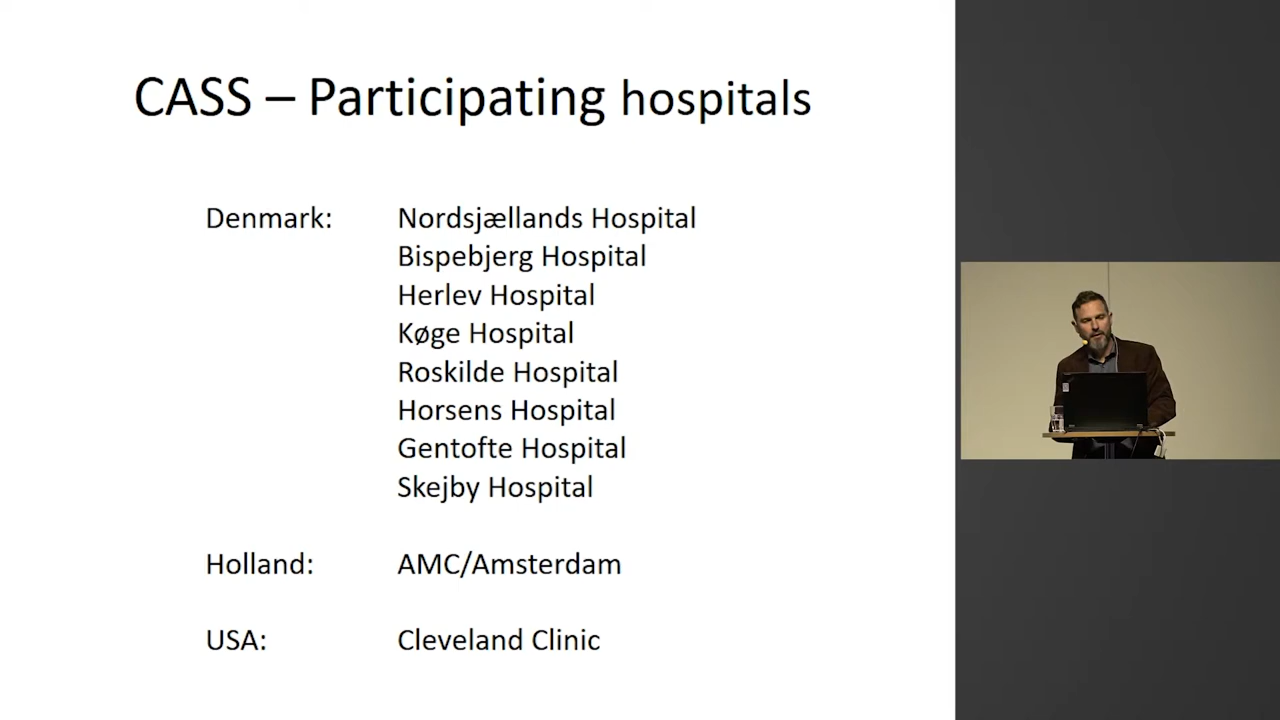 CASS – Participating hospitals
Denmark: Nordsjællands Hospital
Bispebjerg Hospital
Herlev Hospital
Køge Hospital
Roskilde Hospital
Horsens Hospital
Gentofte Hospital
Skejby Hospital
Holland: AMC/Amsterdam
USA: Cleveland Clinic